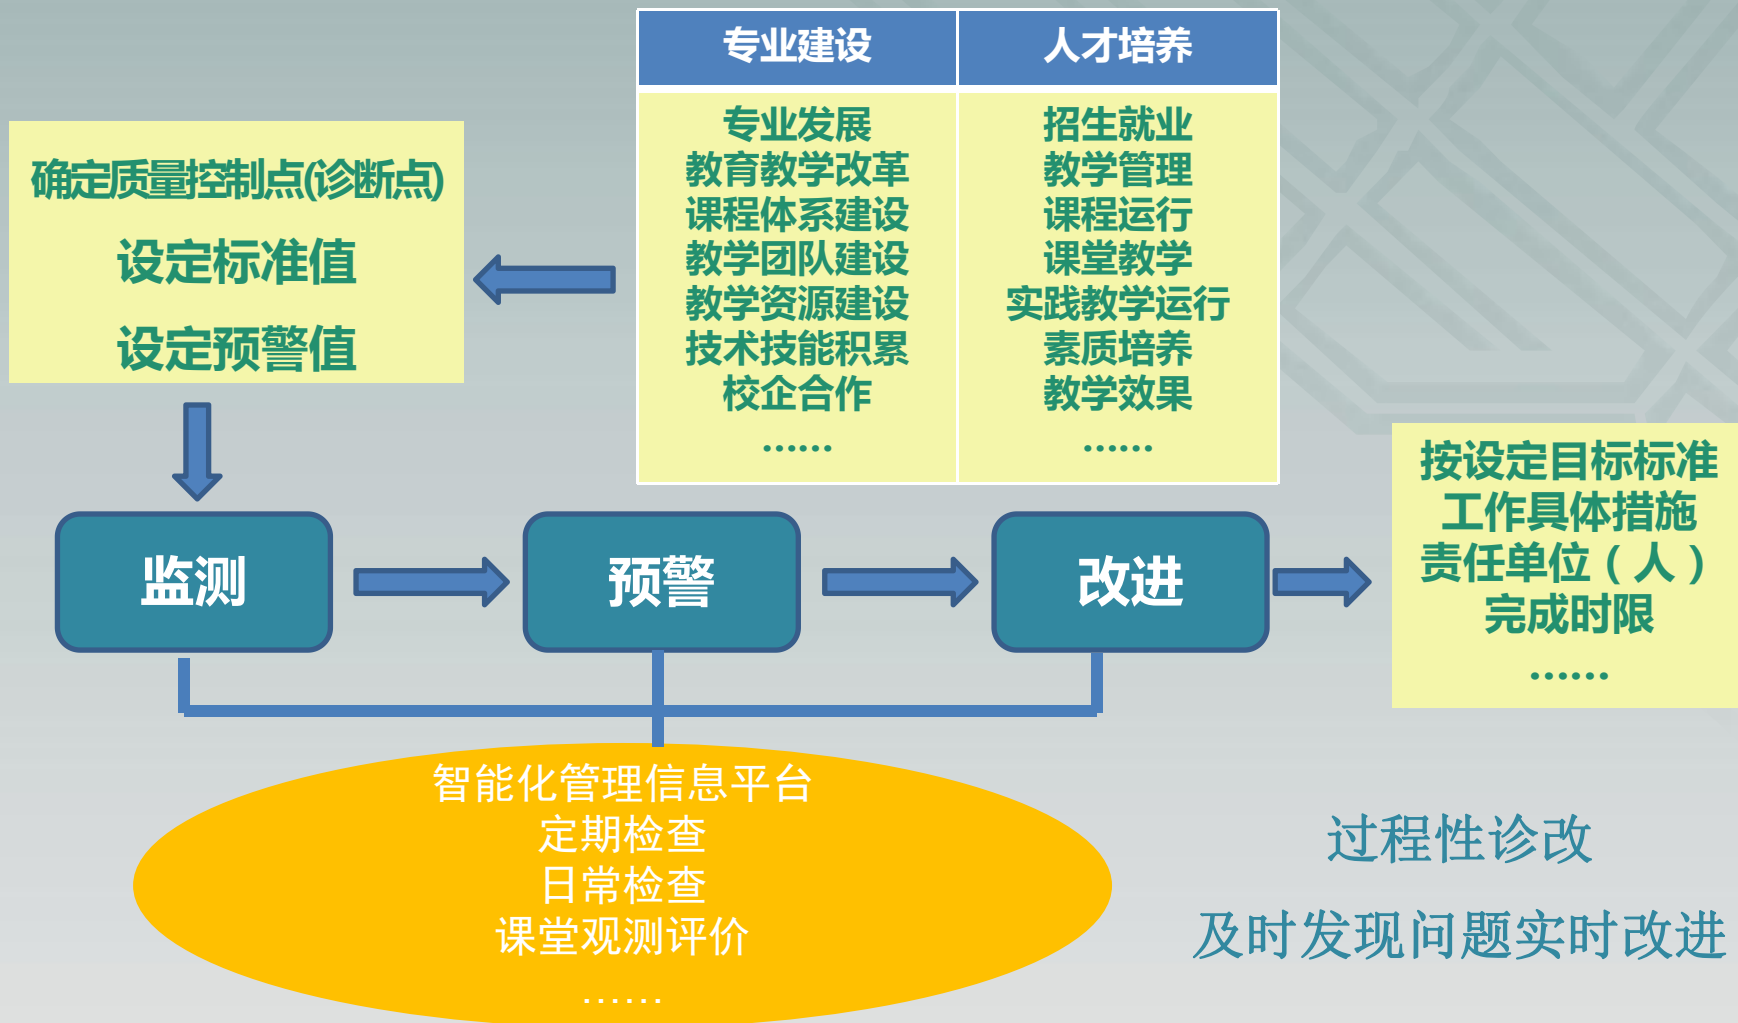 专业建设
人才培养
专业发展
教育教学改革
课程体系建设
教学团队建设
教学资源建设
技术技能积累
校企合作
……
招生就业
教学管理
课程运行
课堂教学
实践教学运行
素质培养
教学效果
……
确定质量控制点(诊断点)
设定标准值
设定预警值
监测
预警
改进
按设定目标标准
工作具体措施
责任单位（人）
完成时限
……
智能化管理信息平台
定期检查
日常检查
课堂观测评价
……
过程性诊改
及时发现问题实时改进